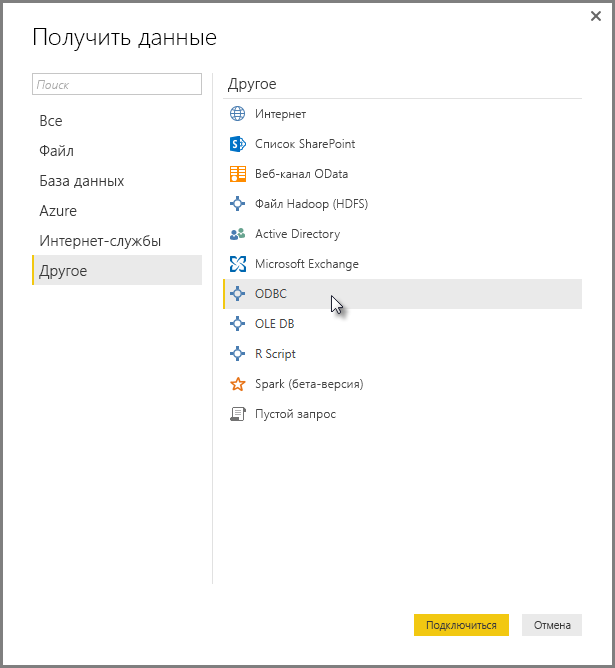 Получить данные
Поиск
Все
Файл
База данных
Azure
Интернет-службы
Другое
Другое
Интернет
Список SharePoint
Веб-канал OData
Файл Hadoop (HDFS)
Active Directory
Microsoft Exchange
ODBC
OLE DB
R Script
Spark (бета-версия)
Пустой запрос
Подключиться
Отмена